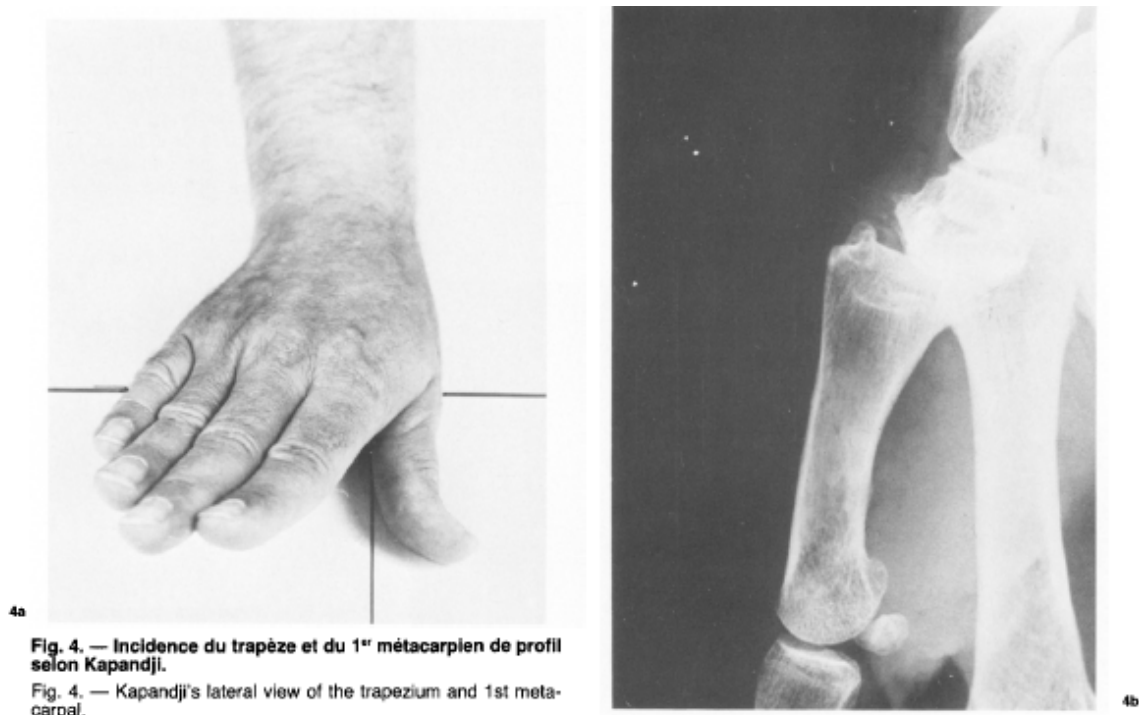 4a
4b
Fig. 4. — Incidence du trapèze et du 1er métacarpien de profil
selon Kapandji.
Fig. 4. — Kapandji's lateral view of the trapezium and 1st meta-
carpal.